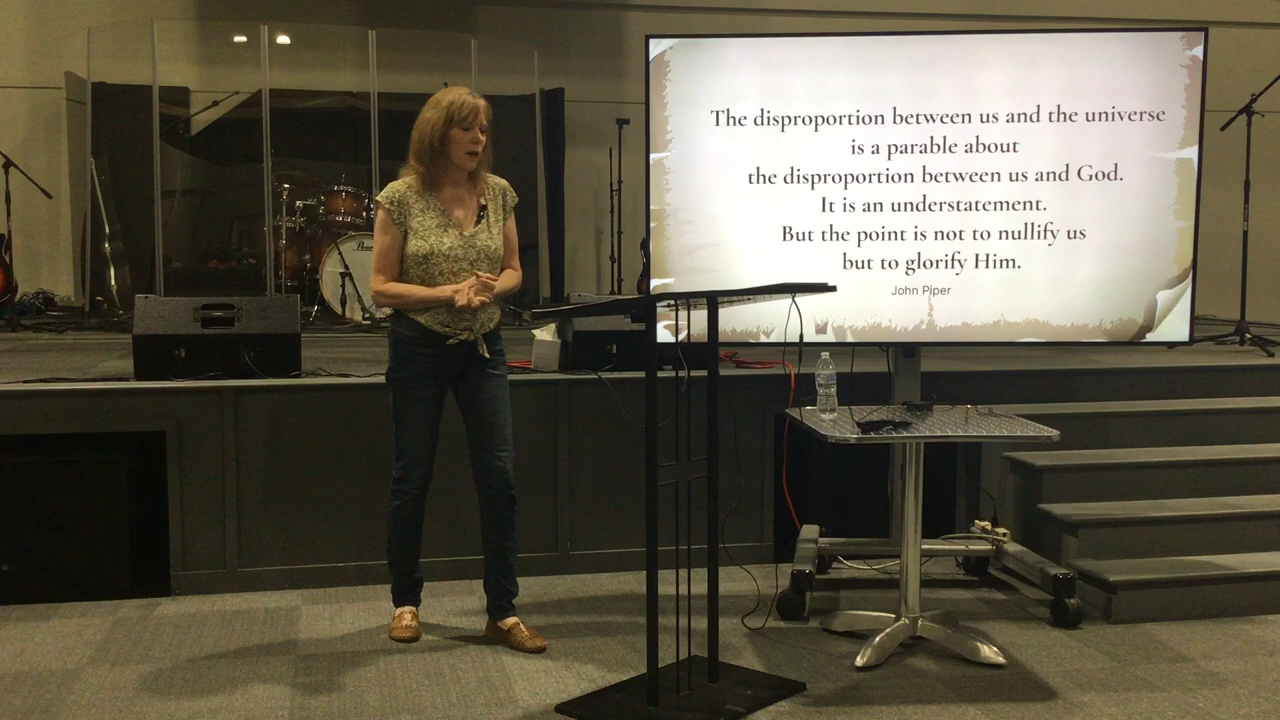 The disproportion between us and the universe
is a parable about
the disproportion between us and God.
It is an understatement.
But the point is not to nullify us
but to glorify Him.
John Piper